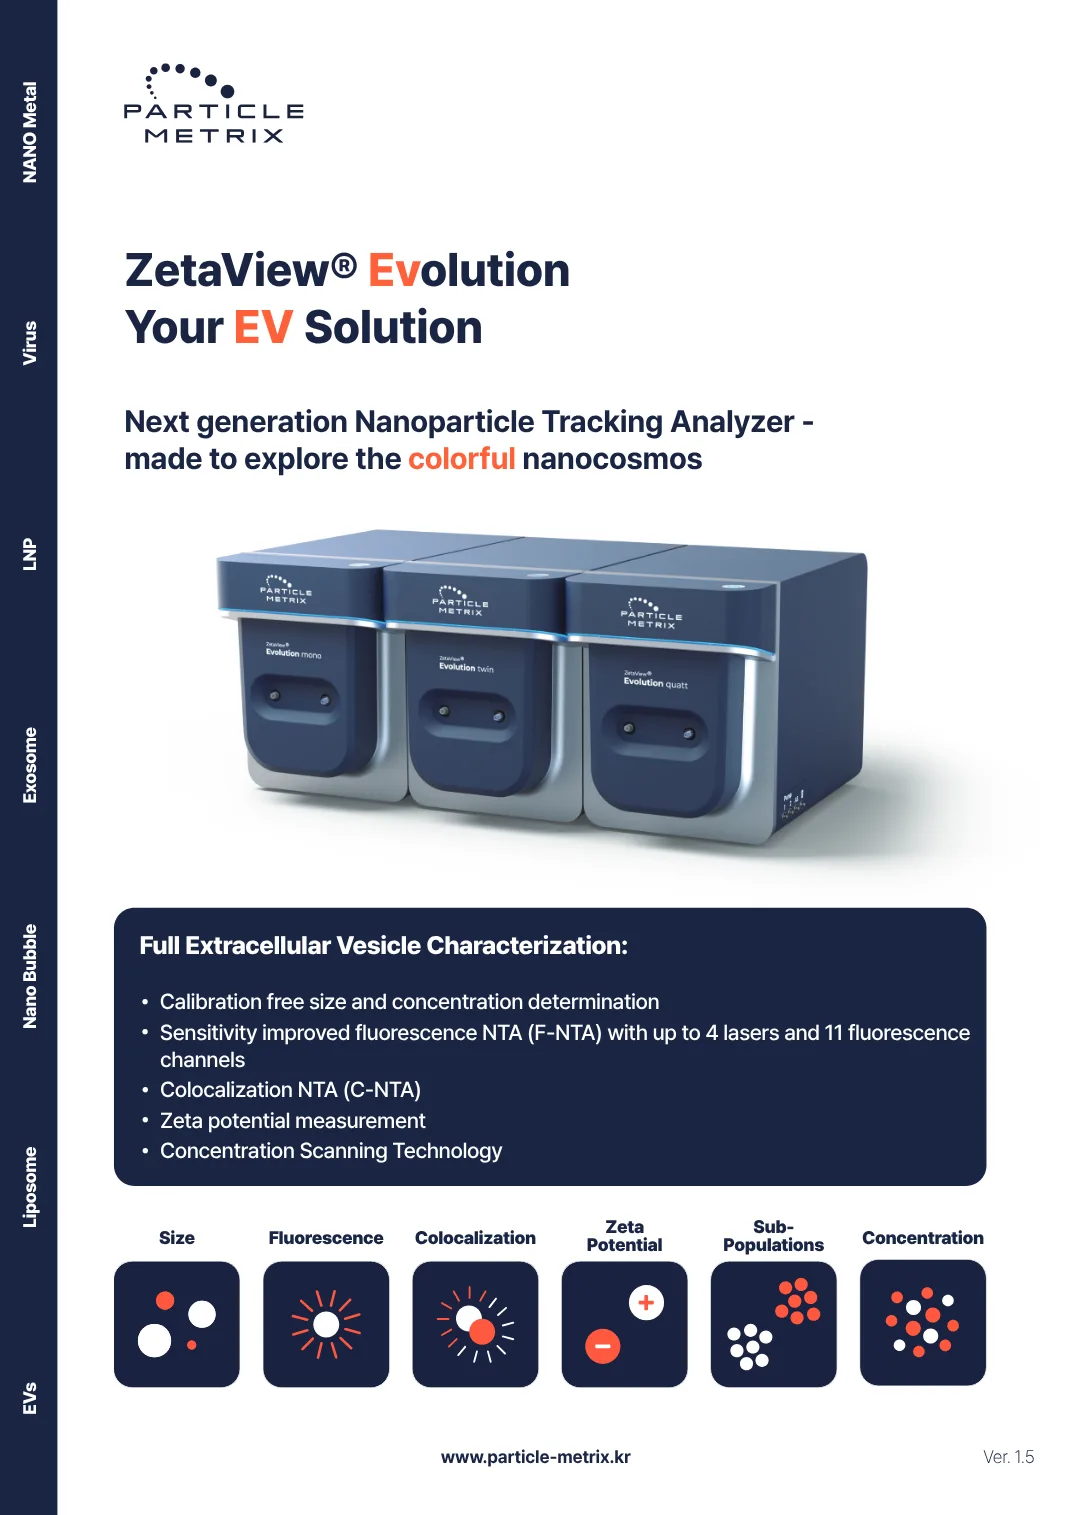 NANO Metal
Virus
LNP
Exosome
Nano Bubble
Liposome
EVs
PARTICLE
METRIX
ZetaView® Evolution
Your EV Solution
Next generation Nanoparticle Tracking Analyzer -
made to explore the colorful nanocosmos
PARTICLE
METRIX
ZetaView®
Evolution mono
PARTICLE
METRIX
ZetaView®
Evolution twin
PARTICLE
METRIX
ZetaView®
Evolution quatt
Full Extracellular Vesicle Characterization:
• Calibration free size and concentration determination
• Sensitivity improved fluorescence NTA (F-NTA) with up to 4 lasers and 11 fluorescence
channels
• Colocalization NTA (C-NTA)
• Zeta potential measurement
• Concentration Scanning Technology
Size
Fluorescence
Colocalization
Zeta
Potential
Sub-
Populations
Concentration
www.particle-metrix.kr
Ver. 1.5